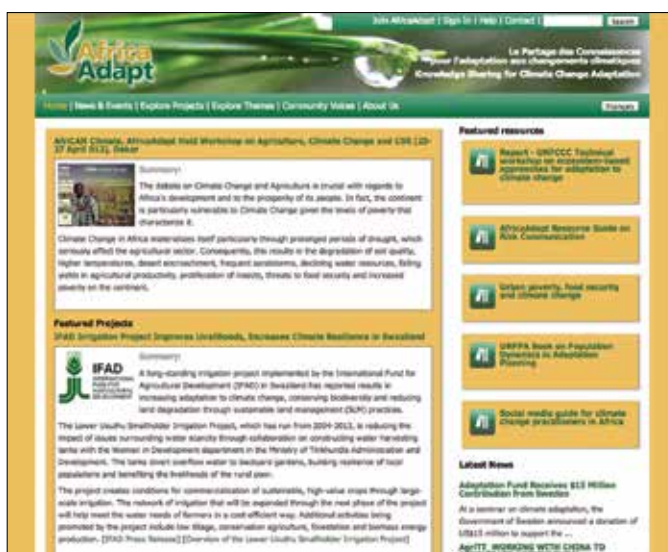 Join AfricaAdapt | Sign In | Help | Contact | Search
Africa
Adapt
Le Partage des Connaissances
pour l'adaptation aux changements climatiques
Knowledge Sharing for Climate Change Adaptation
Home | News & Events | Explore Projects | Explore Themes | Community Voices | About Us
Français
AfriCAN Climate, AfricaAdapt Held Workshop on Agriculture, Climate Change and
April Dakar
Summary:
The debate on Climate Change and Agriculture is crucial with regards to
Africa's development and to the prosperity of its people. In fact, the continent
is particularly vulnerable to Climate Change given the levels of poverty that
characterize it.
Climate Change in Africa materializes itself particularly through prolonged periods of drought, which
seriously affect the agricultural sector. Consequently, this results in the degradation of soil quality,
higher temperatures, desert encroachment, frequent sandstorms, declining water resources, falling
yields in agricultural productivity, proliferation of insects, threats to food security and increased
poverty on the continent.
Featured Projects
IFAD Irrigation Project Improves Livelihoods, Increases Climate Resilience in Swaziland
IFAD
INTERNATIONAL
FUND FOR
AGRICULTURAL
DEVELOPMENT
Summary:
A long-standing irrigation project implemented by the International Fund for
Agricultural Development (IFAD) in Swaziland has reported results in
increasing adaptation to climate change, conserving biodiversity and reducing
land degradation through sustainable land management (SLM) practices.
The Lower Usuthu Smallholder Irrigation Project, which has run from 2004-2013, is reducing the
impact of issues surrounding water scarcity through collaboration on constructing water harvesting
tanks with the Women in Development department in the Ministry of Tinkhundla Administration and
Development. The tanks divert overflow water to backyard gardens, building resilience of local
populations and benefiting the livelihoods of the rural poor.
The project creates conditions for commercialization of sustainable, high-value crops through large-
scale irrigation. The network of irrigation that will be expanded through the next phase of the project
will help meet the water needs of farmers in a cost-efficient way. Additional activities being
promoted by the project include low tillage, conservation agriculture, forestation and biomass energy
production. [IFAD Press Release] [Overview of the Lower Usuthu Smallholder Irrigation Project]
Featured resources
Report - UNFCCC Technical
workshop on ecosystem-based
approaches for adaptation to
climate change
AfricaAdapt Resource Guide on
Risk Communication
Urban poverty, food security
and climate change
UNFPA Book on Population
Dynamics in Adaptation
Planning
Social media guide for climate
change practitioners in Africa
Latest News
Adaptation Fund Receives $15 Million
Contribution from Sweden
At a seminar on climate adaptation, the
Government of Sweden announced a donation of
US$15 million to support the ...
AgriTT WORKING WITH CHINA TO